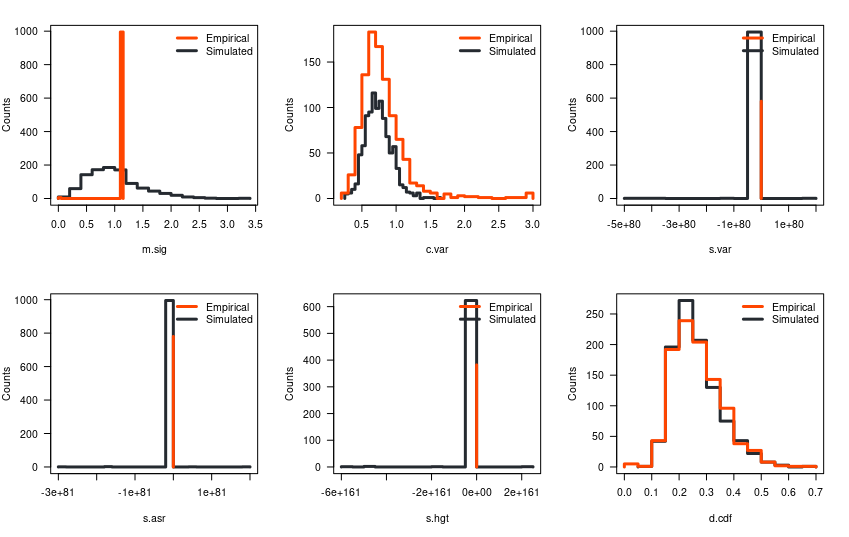 Empirical
Simulated
Counts
0
200
400
600
800
1000
0.0 0.5 1.0 1.5 2.0 2.5 3.0 3.5
m.sig
Empirical
Simulated
Counts
0
50
100
150
0.5 1.0 1.5 2.0 2.5 3.0
c.var
Empirical
Simulated
Counts
0
200
400
600
800
1000
-5e+80 -3e+80 -1e+80 1e+80
s.var
Empirical
Simulated
Counts
0
200
400
600
800
1000
-3e+81 -1e+81 1e+81
s.asr
Empirical
Simulated
Counts
0
100
200
300
400
500
600
-6e+161 -2e+161 0e+00 2e+161
s.hgt
Empirical
Simulated
Counts
0
50
100
150
200
250
0.0 0.1 0.2 0.3 0.4 0.5 0.6 0.7
d.cdf